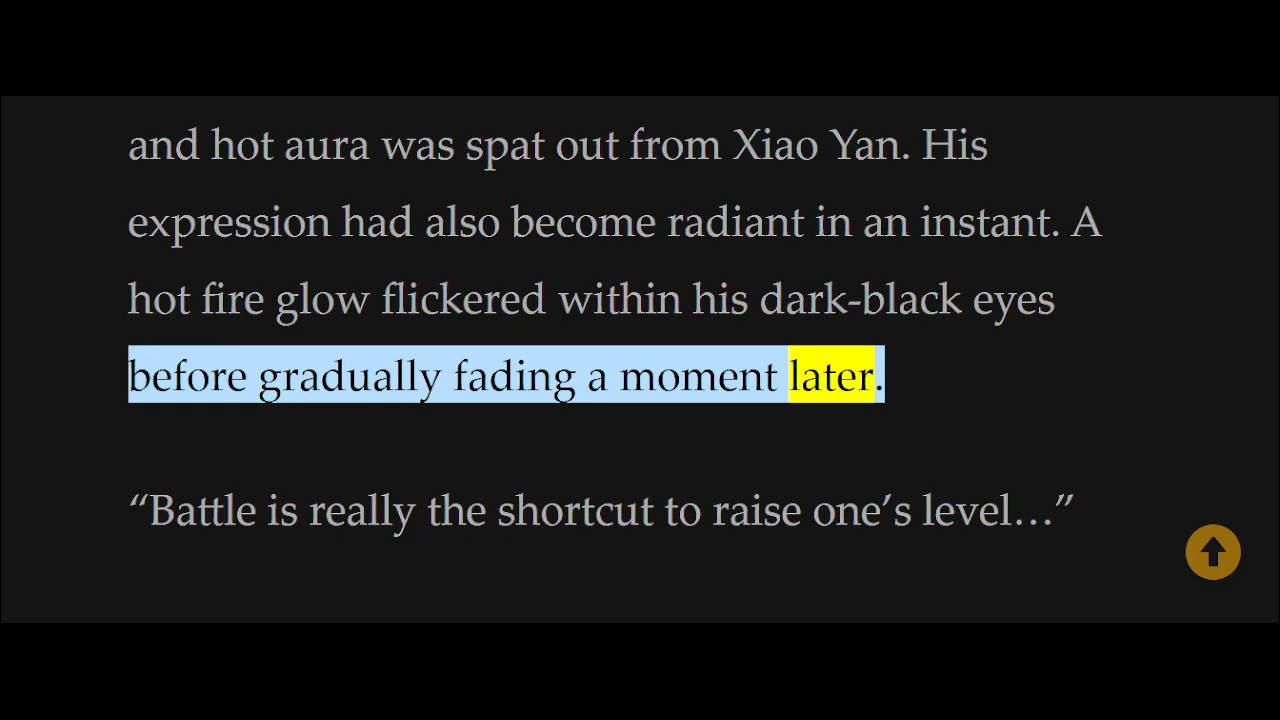 and hot aura was spat out from Xiao Yan. His
expression had also become radiant in an instant. A
hot fire glow flickered within his dark-black eyes
before gradually fading a moment later.
“Battle is really the shortcut to raise one’s level…”